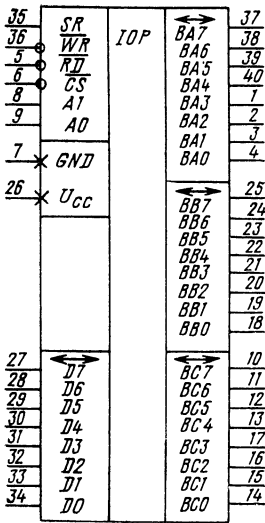 35 SR IOP BA7 37
36 WR BA6 38
5 RD BA5 39
6 CS BA4 40
8 A1 BA3 1
9 A0 BA2 2
BA1 3
7 GND BA0 4
26 UCC BB7 25
BB6 24
BB5 23
BB4 22
BB3 21
BB2 20
BB1 19
BB0 18
27 D7 BC7 10
28 D6 BC6 11
29 D5 BC5 12
30 D4 BC4 13
31 D3 BC3 17
32 D2 BC2 16
33 D1 BC1 15
34 D0 BC0 14